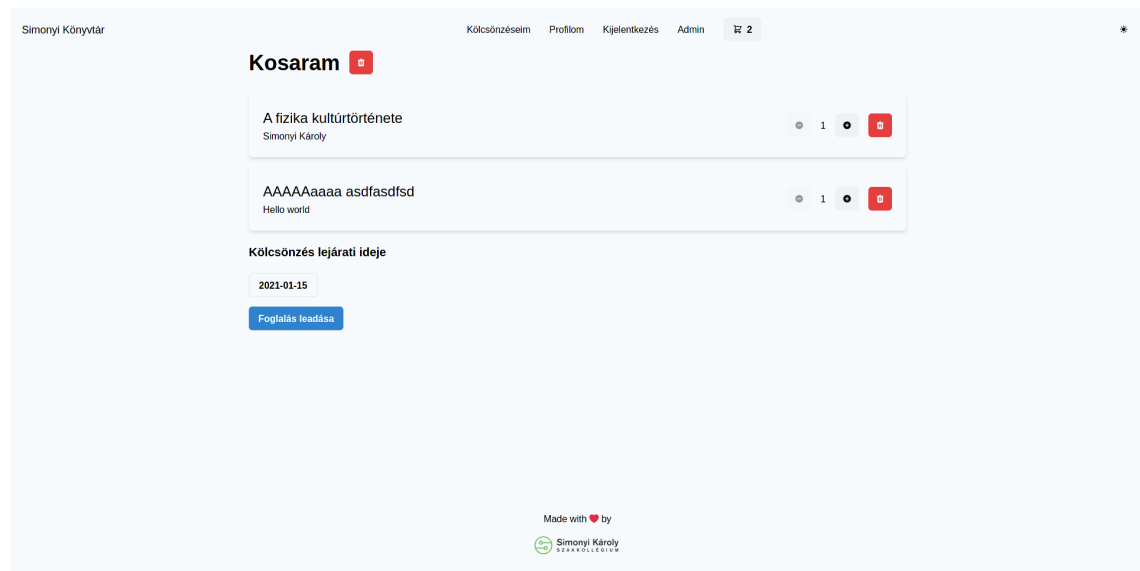 Simonyi Könyvtár
Kölcsönzéseim Profilom Kijelentkezés Admin 2
Kosaram
A fizika kultúrtörténete
Simonyi Károly
1
AAAAAaaaa asdfasdfsd
Hello world
1
Kölcsönzés lejárati ideje
2021-01-15
Foglalás leadása
Made with ❤️ by
Simonyi Károly
SZAKKOLLÉGIUM